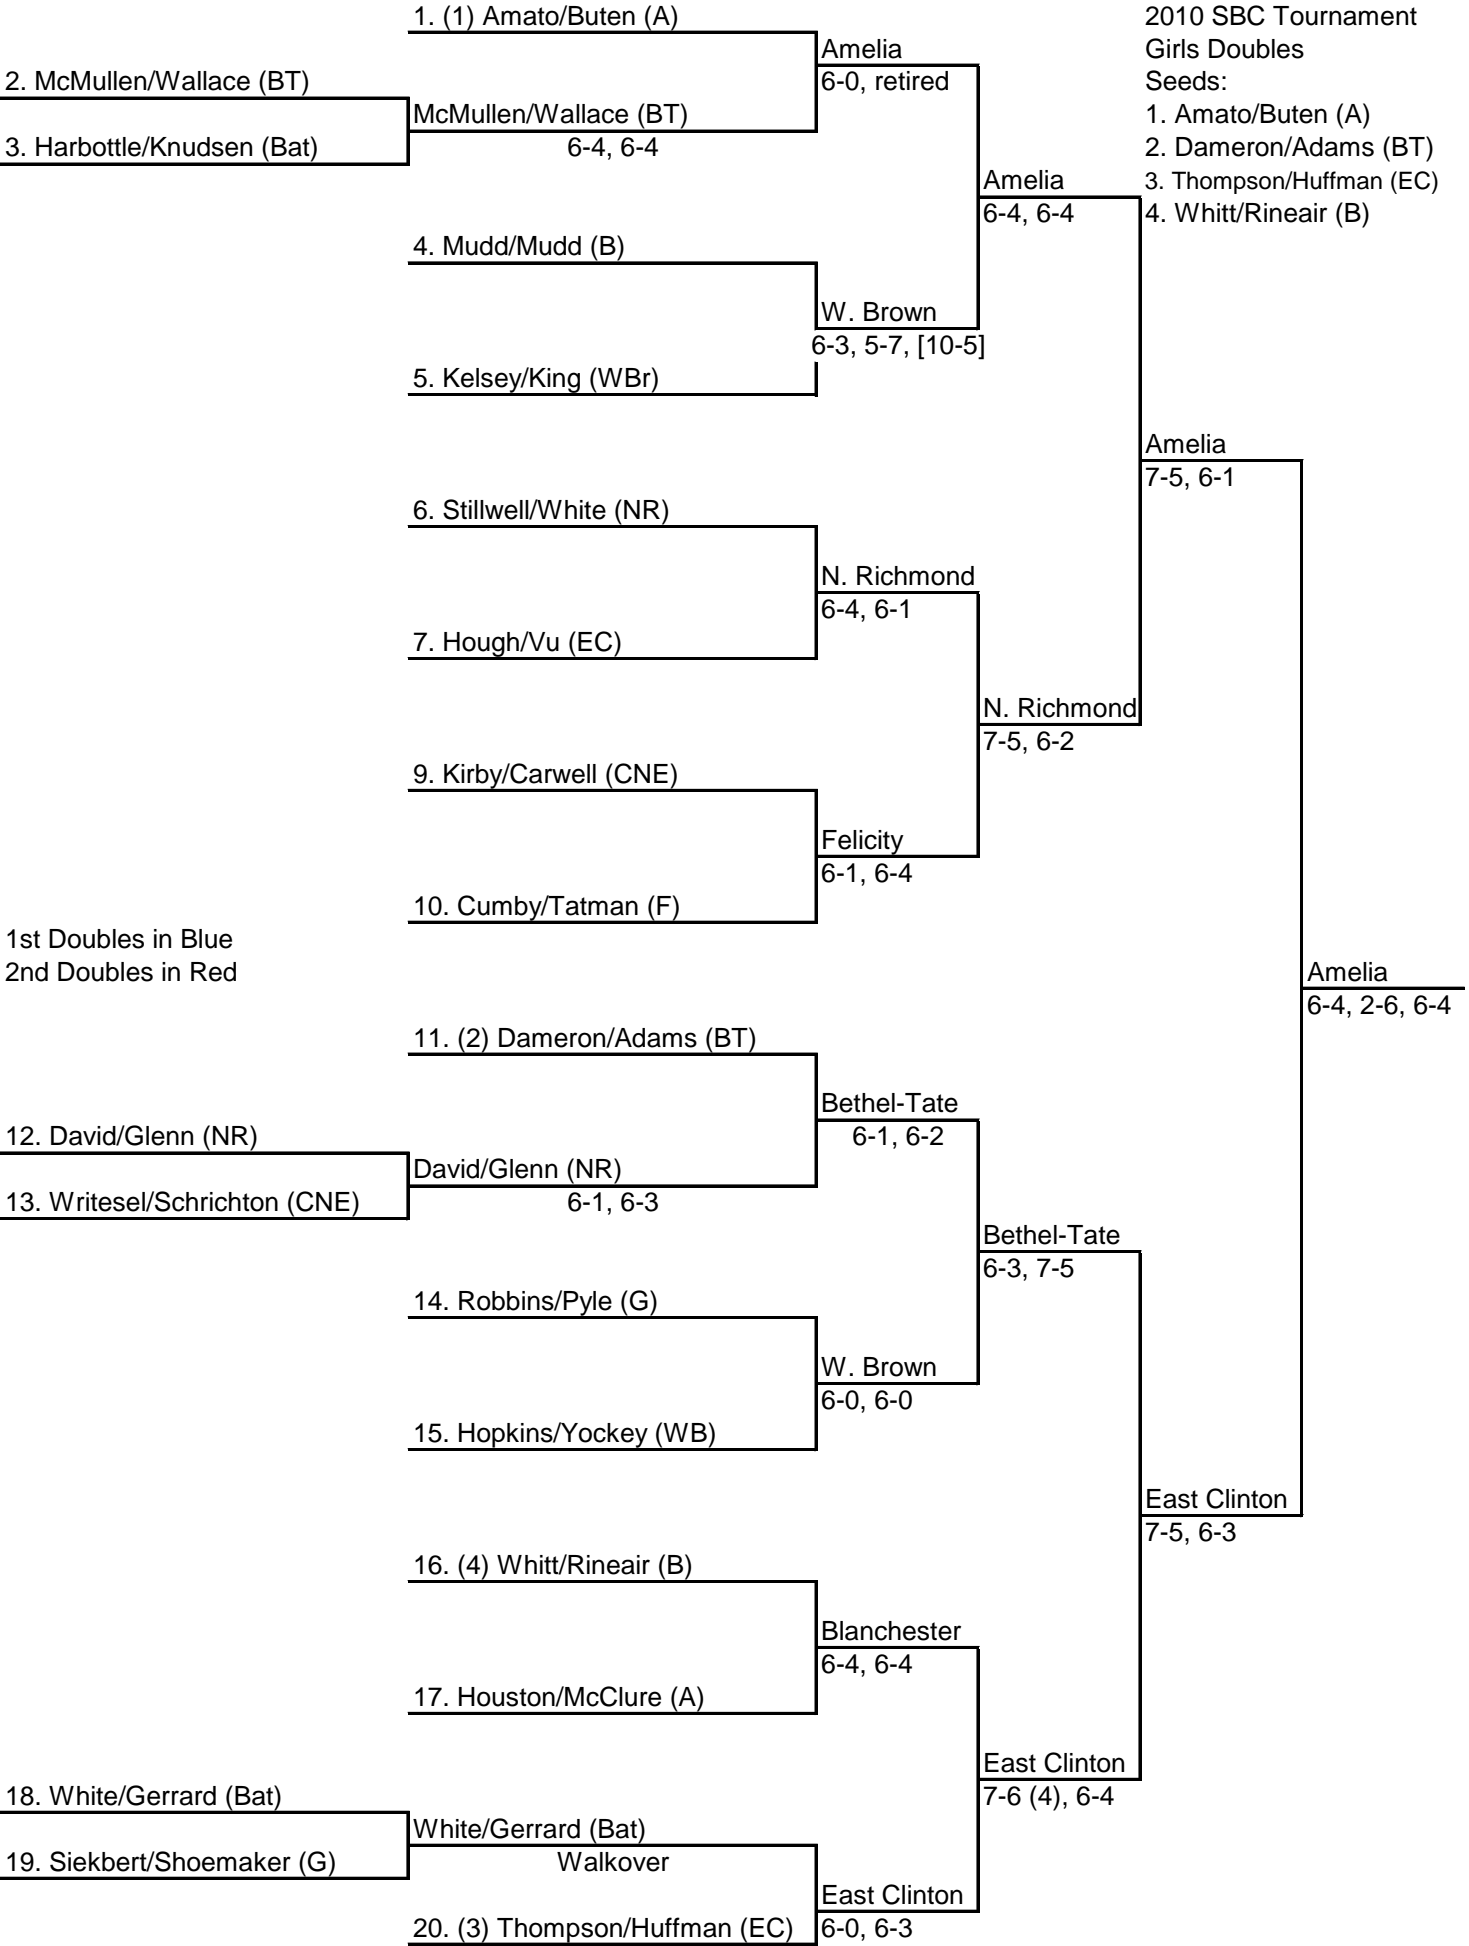 1. (1) Amato/Buten (A)
2010 SBC Tournament
Amelia
Girls Doubles
2. McMullen/Wallace (BT)
6-0, retired
Seeds:
McMullen/Wallace (BT)
1. Amato/Buten (A)
3. Harbottle/Knudsen (Bat)
6-4, 6-4
2. Dameron/Adams (BT)
Amelia
3. Thompson/Huffman (EC)
6-4, 6-4
4. Whitt/Rineair (B)
4. Mudd/Mudd (B)
W. Brown
6-3, 5-7, [10-5]
5. Kelsey/King (WBr)
Amelia
7-5, 6-1
6. Stillwell/White (NR)
N. Richmond
6-4, 6-1
7. Hough/Vu (EC)
N. Richmond
7-5, 6-2
9. Kirby/Carwell (CNE)
Felicity
6-1, 6-4
10. Cumby/Tatman (F)
1st Doubles in Blue
2nd Doubles in Red
Amelia
6-4, 2-6, 6-4
11. (2) Dameron/Adams (BT)
Bethel-Tate
12. David/Glenn (NR)
6-1, 6-2
David/Glenn (NR)
13. Writesel/Schrichton (CNE)
6-1, 6-3
Bethel-Tate
6-3, 7-5
14. Robbins/Pyle (G)
W. Brown
6-0, 6-0
15. Hopkins/Yockey (WB)
East Clinton
7-5, 6-3
16. (4) Whitt/Rineair (B)
Blanchester
6-4, 6-4
17. Houston/McClure (A)
East Clinton
18. White/Gerrard (Bat)
7-6 (4), 6-4
White/Gerrard (Bat)
19. Siekbert/Shoemaker (G)
Walkover
East Clinton
20. (3) Thompson/Huffman (EC)
6-0, 6-3